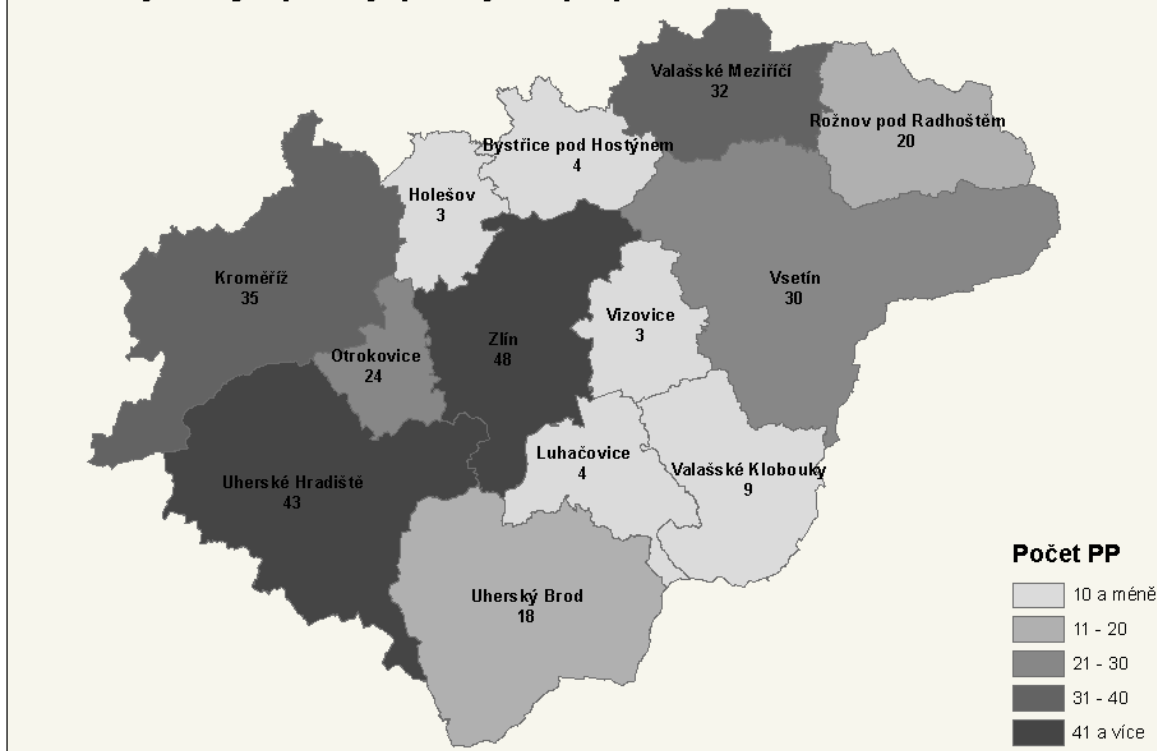 Valašské Meziříčí
32
Rožnov pod Radhoštěm
20
Bystřice pod Hostýnem
4
Holešov
3
Kroměříž
35
Vsetín
30
Vizovice
3
Zlín
48
Otrokovice
24
Luhačovice
4
Valašské Klobouky
9
Uherské Hradiště
43
Uherský Brod
18
Počet PP
10 a méně
11 - 20
21 - 30
31 - 40
41 a více